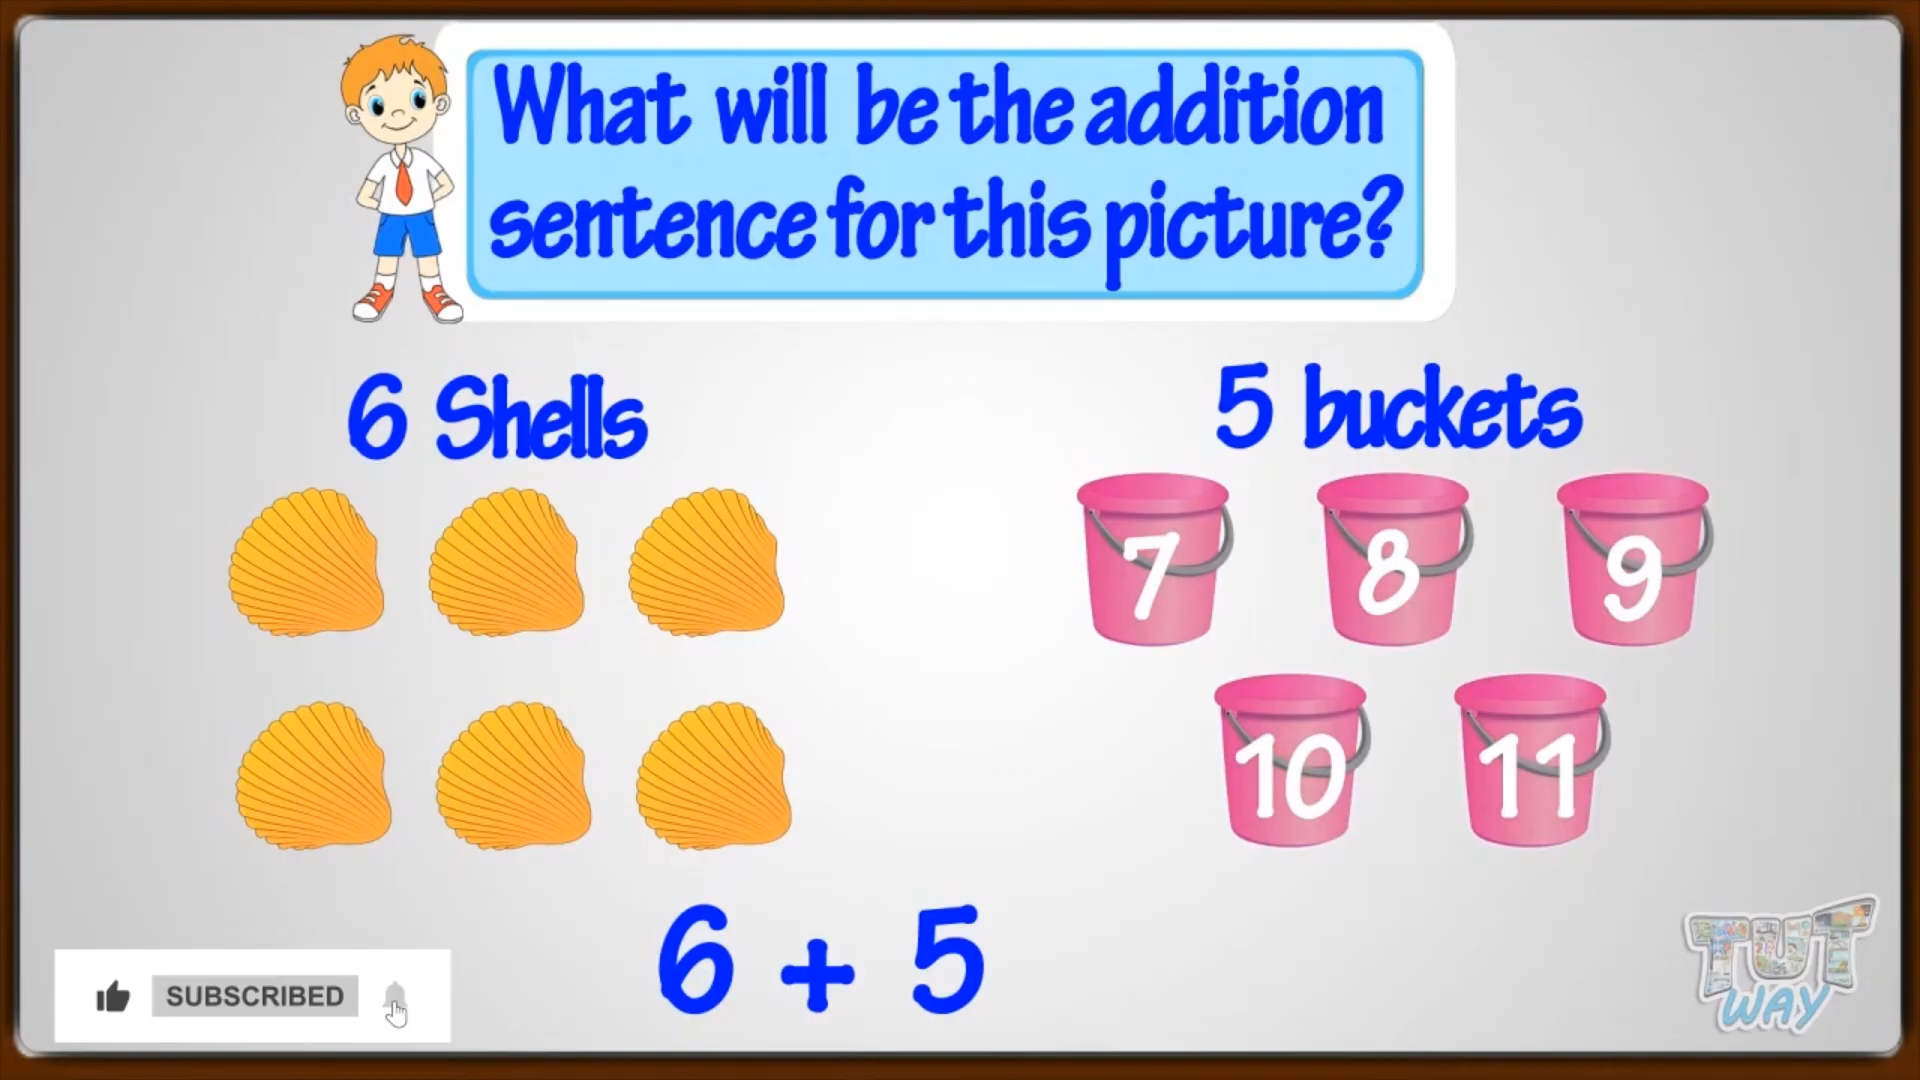 What will be the addition
sentence for this picture?
6 Shells
5 buckets
7 8 9
10 11
6 + 5
SUBSCRIBED
TUT
WAY